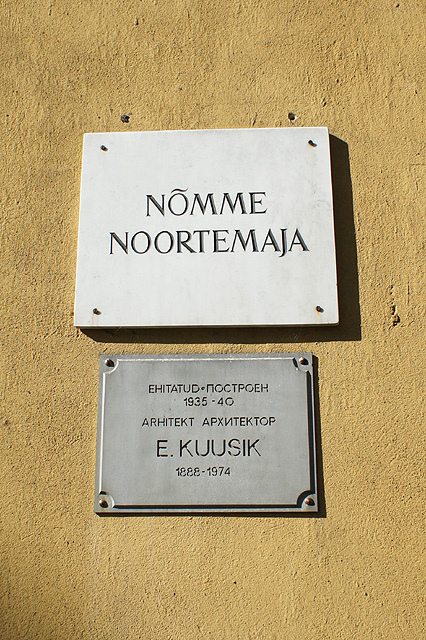 NÕMME
NOORTEMAJA
EHITATUD•ПОСТРОЕН
1935-40
ARHITEKT АРХИТЕКТОР
E. KUUSIK
1888-1974